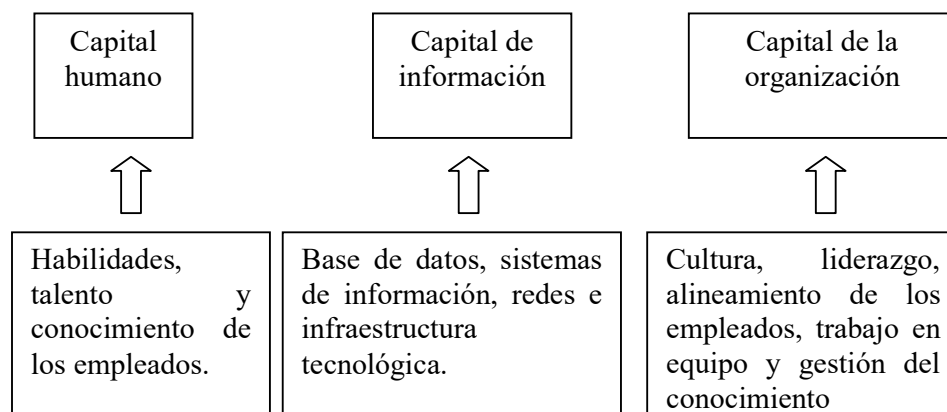 Capital
humano
Capital de
información
Capital de la
organización
Habilidades,
talento y
conocimiento de
los empleados.
Base de datos, sistemas
de información, redes e
infraestructura
tecnológica.
Cultura, liderazgo,
alineamiento de los
empleados, trabajo en
equipo y gestión del
conocimiento